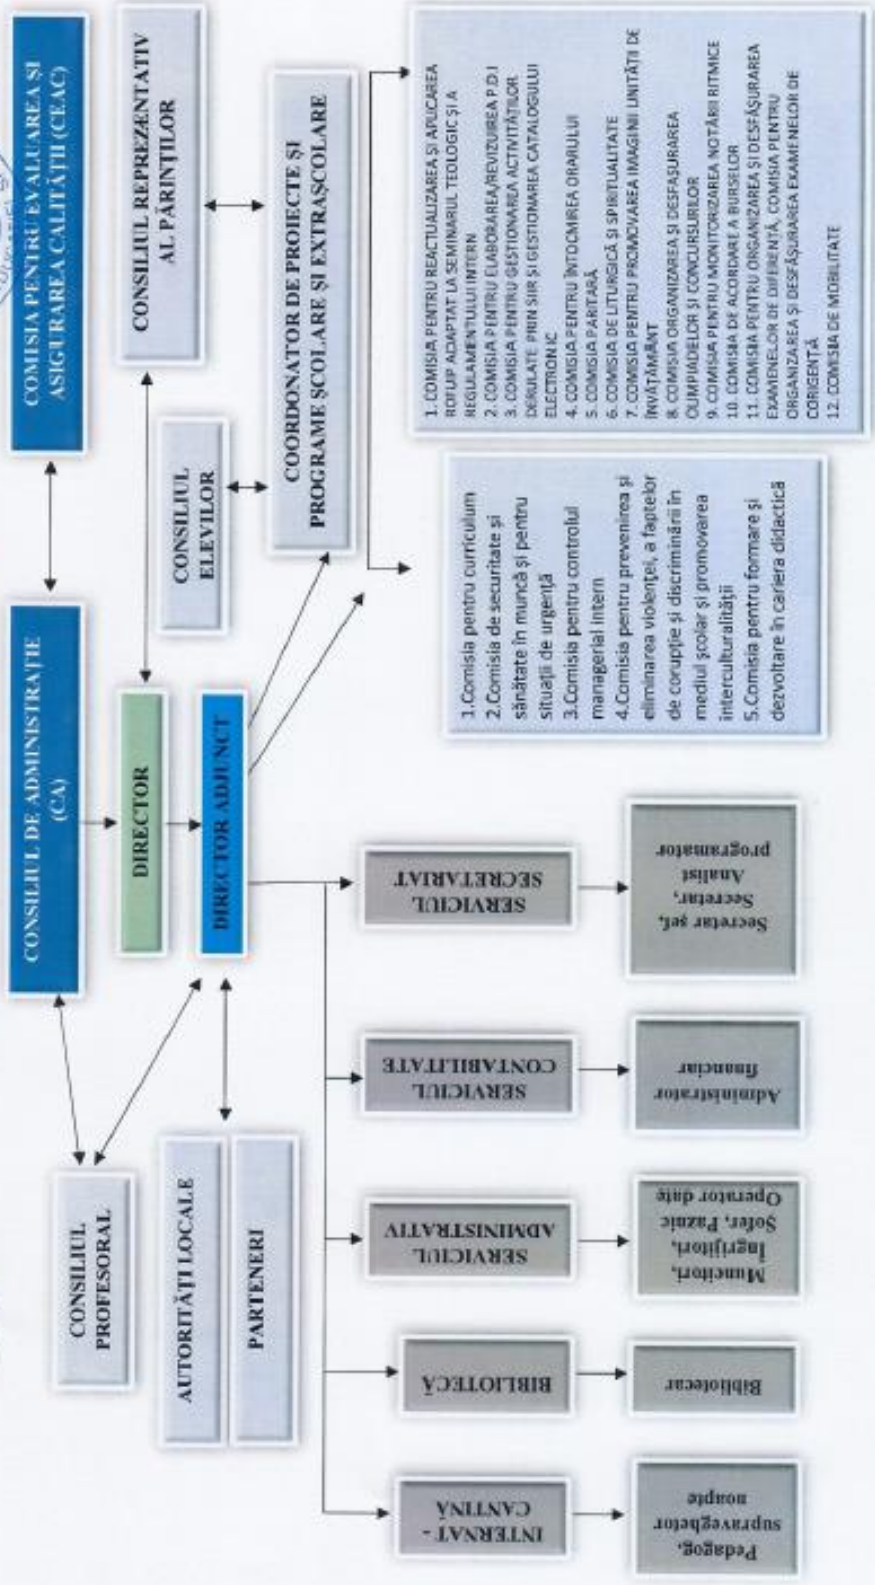 CONSILIUL DE ADMINISTRAȚIE
(CA)
COMISIA PENTRU EVALUAREA ȘI
ASIGURAREA CALITĂȚII (CEAC)
CONSILIUL
PROFESORAL
DIRECTOR
CONSILIUL REPREZENTATIV
AL PĂRINȚILOR
AUTORITĂȚI LOCALE
PARTENERI
DIRECTOR ADJUNCT
CONSILIUL
ELEVILOR
COORDONATOR DE PROIECTE ȘI
PROGRAME ȘCOLARE ȘI EXTRAȘCOLARE
INTERNAT -
CANTINĂ
BIBLIOTECĂ
SERVICIUL
ADMINISTRATIV
SERVICIUL
CONTABILITATE
SERVICIUL
SECRETARIAT
Pedagog,
supraveghetor
noapte
Bibliotecar
Muncitori,
Îngrijitori,
Sofer, Paznic
Operator date
Administrator
financiar
Secretar șef,
Secretar,
Analist
programator
1.Comisia pentru curriculum
2.Comisia de securitate și
sănătate în muncă și pentru
situații de urgență
3.Comisia pentru controlul
managerial intern
4.Comisia pentru prevenirea și
eliminarea violenței, a faptelor
de corupție și discriminării în
mediul școlar și promovarea
interculturalității
5.Comisia pentru formare și
dezvoltare în cariera didactică
1. COMISIA PENTRU REACTUALIZAREA ȘI APLICAREA
ROFUIP ADAPTAT LA SEMINARUL TEOLOGIC ȘI A
REGULAMENTULUI INTERN
2. COMISIA PENTRU ELABORAREA/REVIZUIREA P.D.I
3. COMISIA PENTRU GESTIONAREA ACTIVITĂȚILOR
DERULATE PRIN SIIR ȘI GESTIONAREA CATALOGULUI
ELECTRONIC
4. COMISIA PENTRU ÎNTOCMIREA ORARULUI
5. COMISIA PARITARĂ
6. COMISIA DE LITURGICĂ ȘI SPIRITUALITATE
7. COMISIA PENTRU PROMOVAREA IMAGINII UNITĂȚII DE
ÎNVĂȚĂMÂNT
8. COMISIA ORGANIZAREA ȘI DESFAȘURAREA
OLIMPIADELOR ȘI CONCURSURILOR
9. COMISIA PENTRU MONITORIZAREA NOTĂRII RITMICE
10. COMISIA DE ACORDARE A BURSELOR
11. COMISIA PENTRU ORGANIZAREA ȘI DESFĂȘURAREA
EXAMENELOR DE DIFERENȚĂ, COMISIA PENTRU
ORGANIZAREA ȘI DESFĂȘURAREA EXAMENELOR DE
CORIGENȚĂ
12. COMISIA DE MOBILITATE